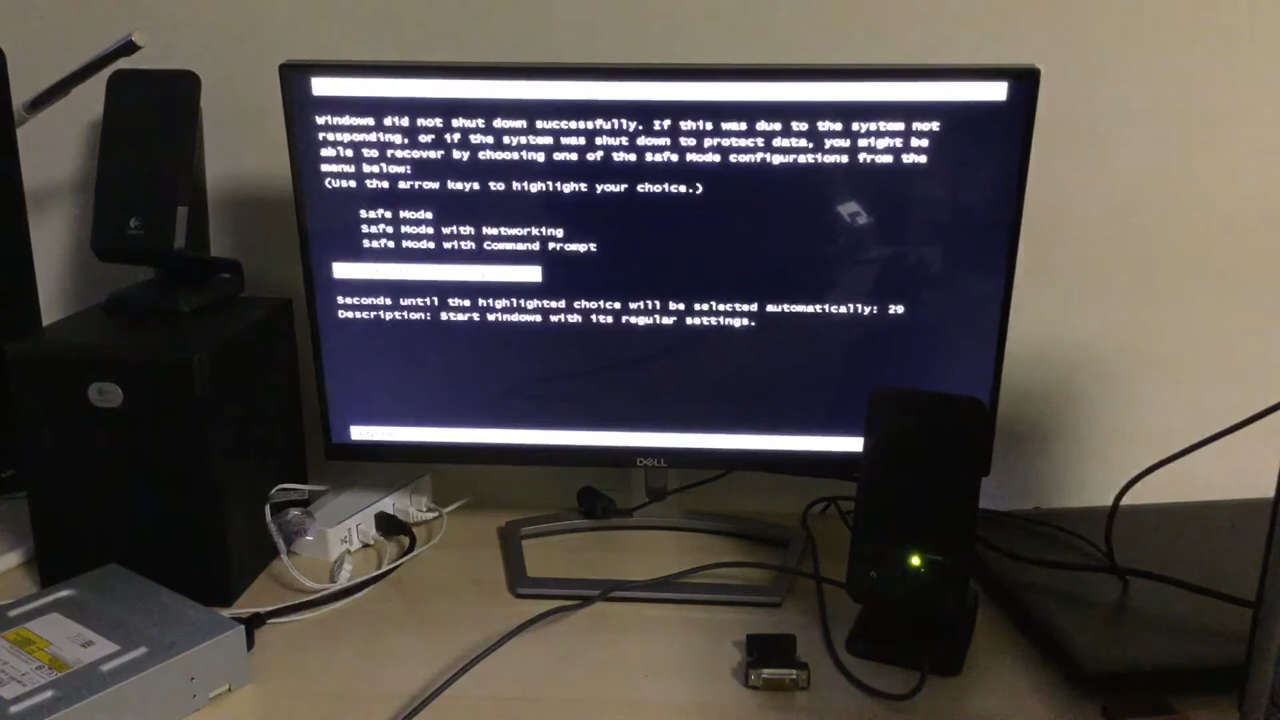 Windows did not shut down successfully. If this was due to the system not
responding, or if the system was shut down to protect data, you might be
able to recover by choosing one of the Safe Mode configurations from the
menu below:
(Use the arrow keys to highlight your choice.)
Safe Mode
Safe Mode with Networking
Safe Mode with Command Prompt
Seconds until the highlighted choice will be selected automatically: 29
Description: Start Windows with its regular settings.
DELL